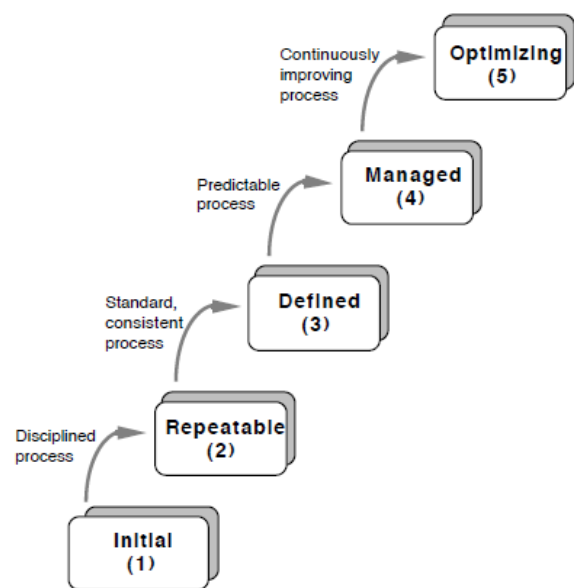 Continuously
improving
process
Optimizing
(5)
Predictable
process
Managed
(4)
Standard,
consistent
process
Defined
(3)
Disciplined
process
Repeatable
(2)
Initial
(1)